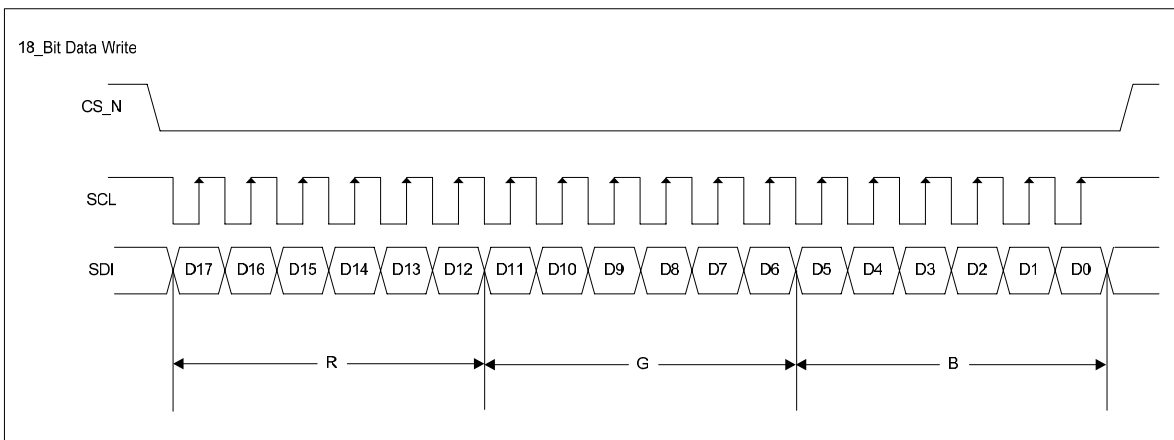 18_Bit Data Write
CS_N
SCL
SDI D17 D16 D15 D14 D13 D12 D11 D10 D9 D8 D7 D6 D5 D4 D3 D2 D1 D0
R G B